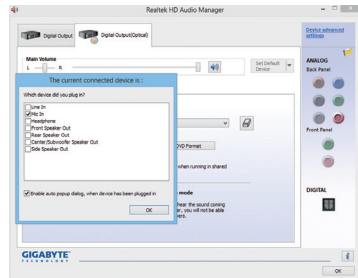 Realtek HD Audio Manager
Digital Output
Digital Output(Optical)
Device advanced settings
Main Volume
L
R
Set Default Device
ANALOG
Back Panel
The current connected device is :
Which device did you plug in?
Line In
Mic In
Headphone
Front Speaker Out
Rear Speaker Out
Center/Subwoofer Speaker Out
Side Speaker Out
DVD Format
Front Panel
when running in shared
Enable auto popup dialog, when device has been plugged in
mode
hear the sound coming
er, you will not be able
OK
DIGITAL
GIGABYTE
TECHNOLOGY
OK